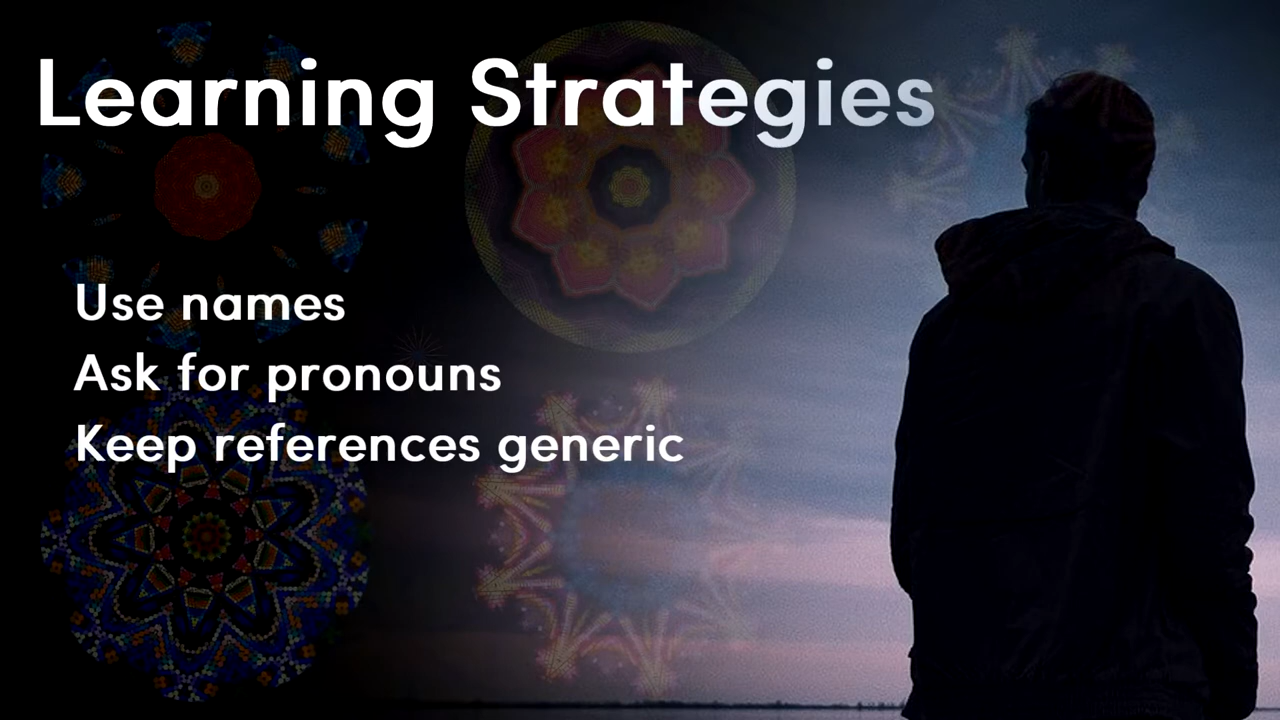 Learning Strategies
Use names
Ask for pronouns
Keep references generic